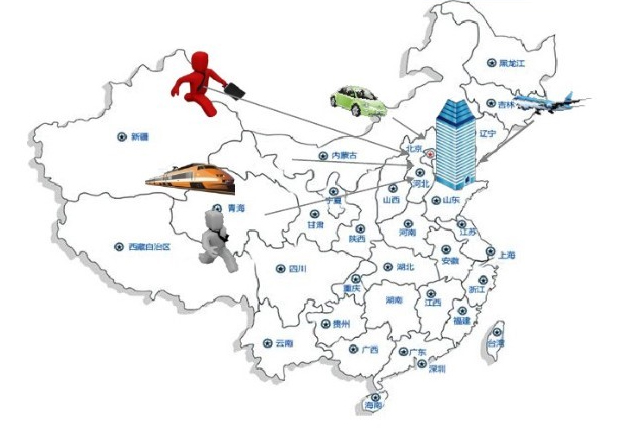 黑龙江
吉林
辽宁
新疆
北京
内蒙古
河北
宁夏
山西
山东
青海
甘肃
陕西
河南
江苏
西藏自治区
安徽
上海
四川
湖北
重庆
浙江
湖南
江西
福建
贵州
云南
广西
广东
台湾
深圳
海南